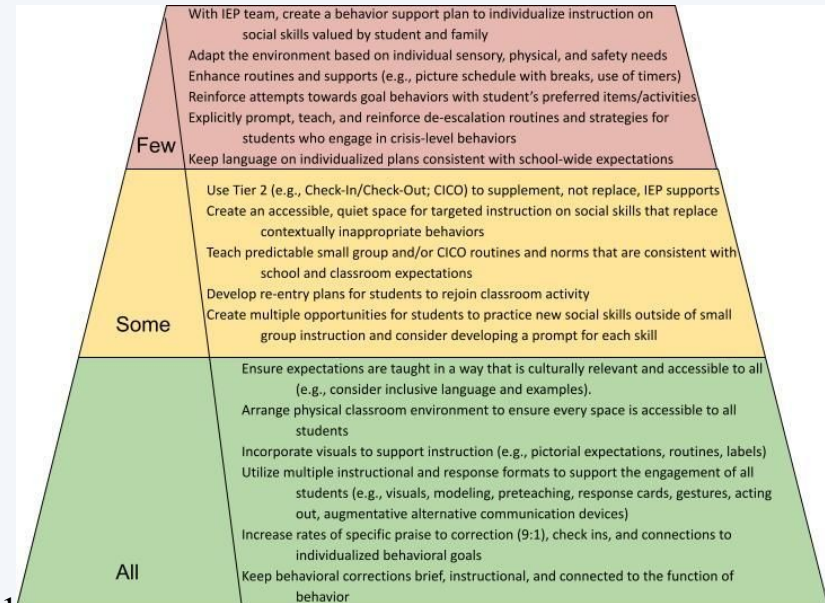 With IEP team, create a behavior support plan to individualize instruction on
social skills valued by student and family
Adapt the environment based on individual sensory, physical, and safety needs
Enhance routines and supports (e.g., picture schedule with breaks, use of timers)
Reinforce attempts towards goal behaviors with student's preferred items/activities
Explicitly prompt, teach, and reinforce de-escalation routines and strategies for
students who engage in crisis-level behaviors
Keep language on individualized plans consistent with school-wide expectations
Few
Use Tier 2 (e.g., Check-In/Check-Out; CICO) to supplement, not replace, IEP supports
Create an accessible, quiet space for targeted instruction on social skills that replace
contextually inappropriate behaviors
Teach predictable small group and/or CICO routines and norms that are consistent with
school and classroom expectations
Develop re-entry plans for students to rejoin classroom activity
Create multiple opportunities for students to practice new social skills outside of small
group instruction and consider developing a prompt for each skill
Some
Ensure expectations are taught in a way that is culturally relevant and accessible to all
(e.g., consider inclusive language and examples).
Arrange physical classroom environment to ensure every space is accessible to all
students
Incorporate visuals to support instruction (e.g., pictorial expectations, routines, labels)
Utilize multiple instructional and response formats to support the engagement of all
students (e.g., visuals, modeling, preteaching, response cards, gestures, acting
out, augmentative alternative communication devices)
Increase rates of specific praise to correction (9:1), check ins, and connections to
individualized behavioral goals
Keep behavioral corrections brief, instructional, and connected to the function of
behavior
All
1